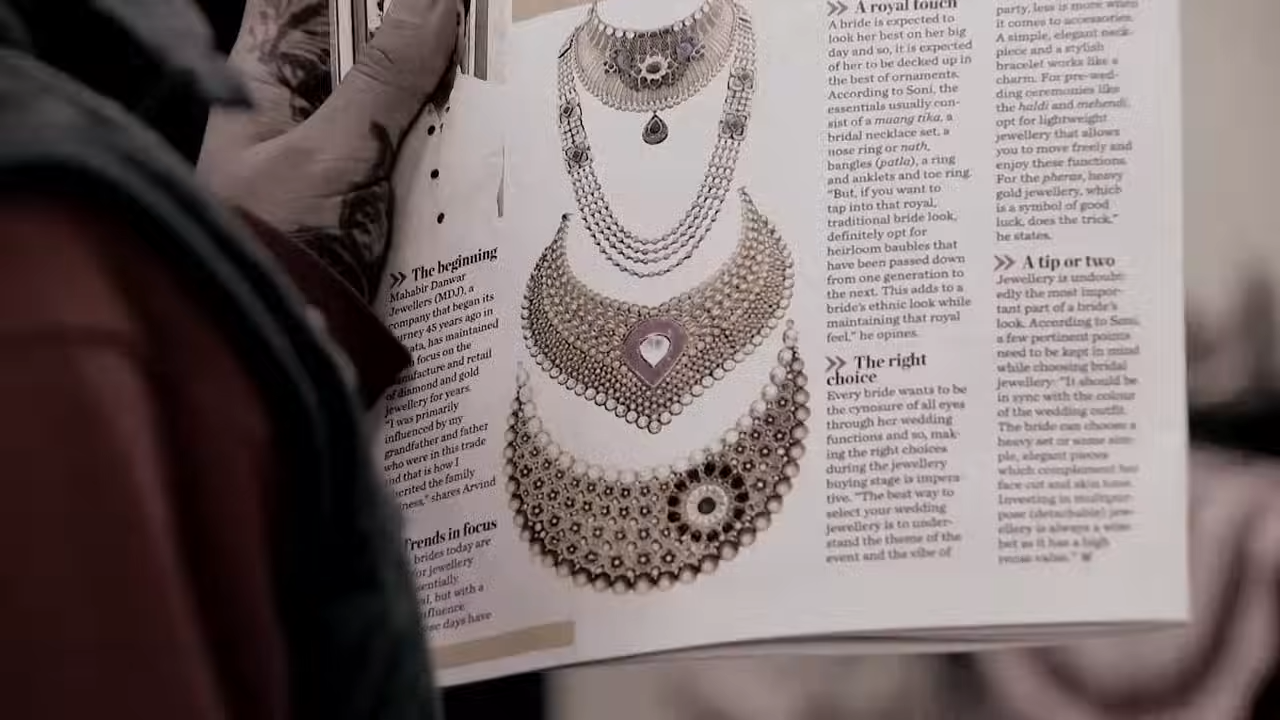 >> The beginning
Mahabir Danwar
Jewellers (MDJ), a
company that began its
urney 45 years ago in
ata, has maintained
focus on the
nufacture and retail
of diamond and gold
jewellery for years.
"I was primarily
influenced by my
grandfather and father
who were in this trade
nd that is how I
erited the family
ness," shares Arvind
Trends in focus
brides today are
for jewellery
entially
al, but with a
nfluence
ese days have
>> A royal touch
A bride is expected to
look her best on her big
day and so, it is expected
of her to be decked up in
the best of ornaments.
According to Soni, the
essentials usually con-
sist of a maang tika, a
bridal necklace set, a
nose ring or nath,
bangles (patla), a ring
and anklets and toe ring.
"But, if you want to
tap into that royal,
traditional bride look,
definitely opt for
heirloom baubles that
have been passed down
from one generation to
the next. This adds to a
bride's ethnic look while
maintaining that royal
feel," he opines.
>> The right
choice
Every bride wants to be
the cynosure of all eyes
through her wedding
functions and so, mak-
ing the right choices
during the jewellery
buying stage is impera-
tive. "The best way to
select your wedding
jewellery is to under-
stand the theme of the
event and the vibe of
party, less is more when
it comes to accessories.
A simple, elegant neck-
piece and a stylish
bracelet works like a
charm. For pre-wed-
ding ceremonies like
the haldi and mehendi,
opt for lightweight
jewellery that allows
you to move freely and
enjoy these functions.
For the pheras, heavy
gold jewellery, which
is a symbol of good
luck, does the trick,"
he states.
>> A tip or two
Jewellery is undoubt-
edly the most impor-
tant part of a bride's
look. According to Soni,
a few pertinent points
need to be kept in mind
while choosing bridal
jewellery: "It should be
in sync with the colour
of the wedding outfit.
The bride can choose a
heavy set or some sim-
ple, elegant pieces
which complement her
face cut and skin tone.
Investing in multipur-
pose (detachable) jew-
ellery is always a wise
bet as it has a high
reuse value."